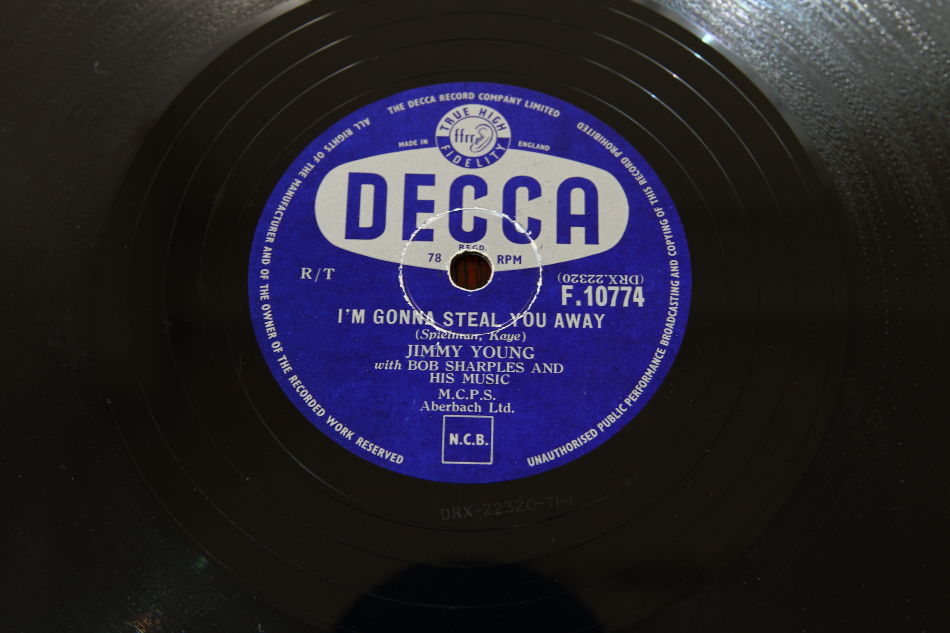 THE DECCA RECORD COMPANY LIMITED
ALL RIGHTS OF THE MANUFACTURER AND OF THE OWNER OF THE RECORDED WORK RESERVED
UNAUTHORISED PUBLIC PERFORMANCE BROADCASTING AND COPYING OF THIS RECORD PROHIBITED
TRUE HIGH
ffrr
FIDELITY
MADE IN ENGLAND
DECCA
REGD.
78 RPM
R/T
(DRX.22320)
F.10774
I'M GONNA STEAL YOU AWAY
(Spielman, Kaye)
JIMMY YOUNG
with BOB SHARPLES AND
HIS MUSIC
M.C.P.S.
Aberbach Ltd.
N.C.B.
DRX-22320-T1-1